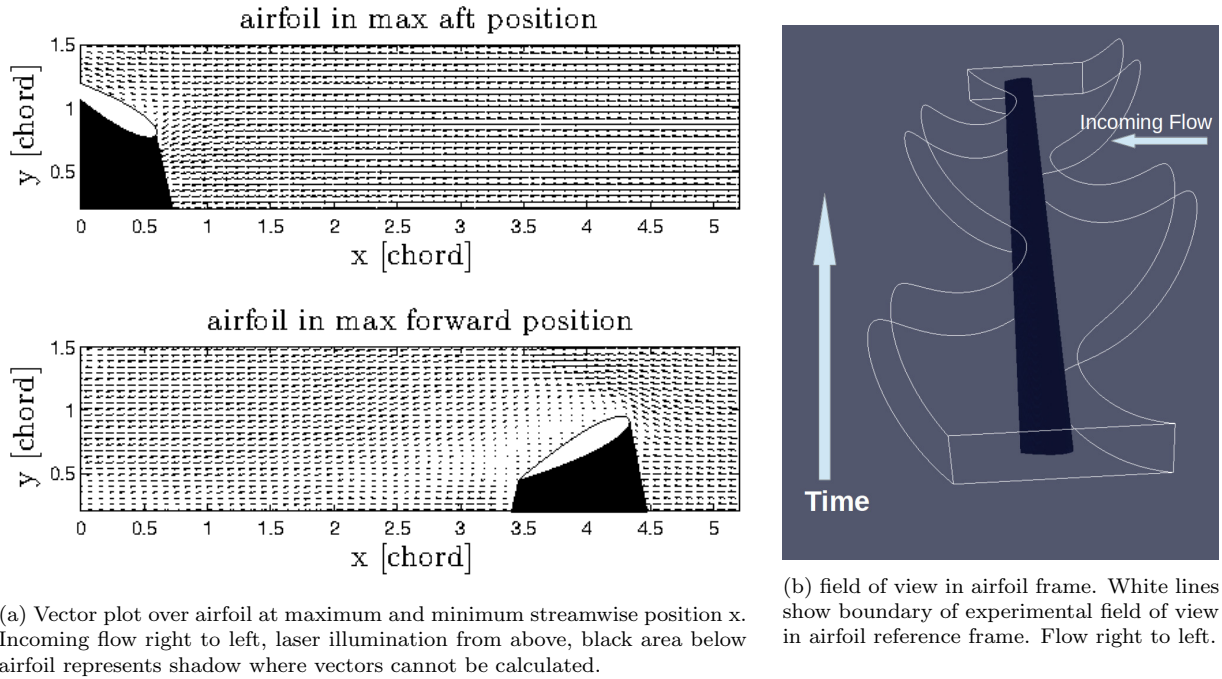 airfoil in max aft position
1.5
1
0.5
y [chord]
0 0.5 1 1.5 2 2.5 3 3.5 4 4.5 5
x [chord]
airfoil in max forward position
1.5
1
0.5
y [chord]
0 0.5 1 1.5 2 2.5 3 3.5 4 4.5 5
x [chord]
(a) Vector plot over airfoil at maximum and minimum streamwise position x.
Incoming flow right to left, laser illumination from above, black area below
airfoil represents shadow where vectors cannot be calculated.
Incoming Flow
Time
(b) field of view in airfoil frame. White lines
show boundary of experimental field of view
in airfoil reference frame. Flow right to left.